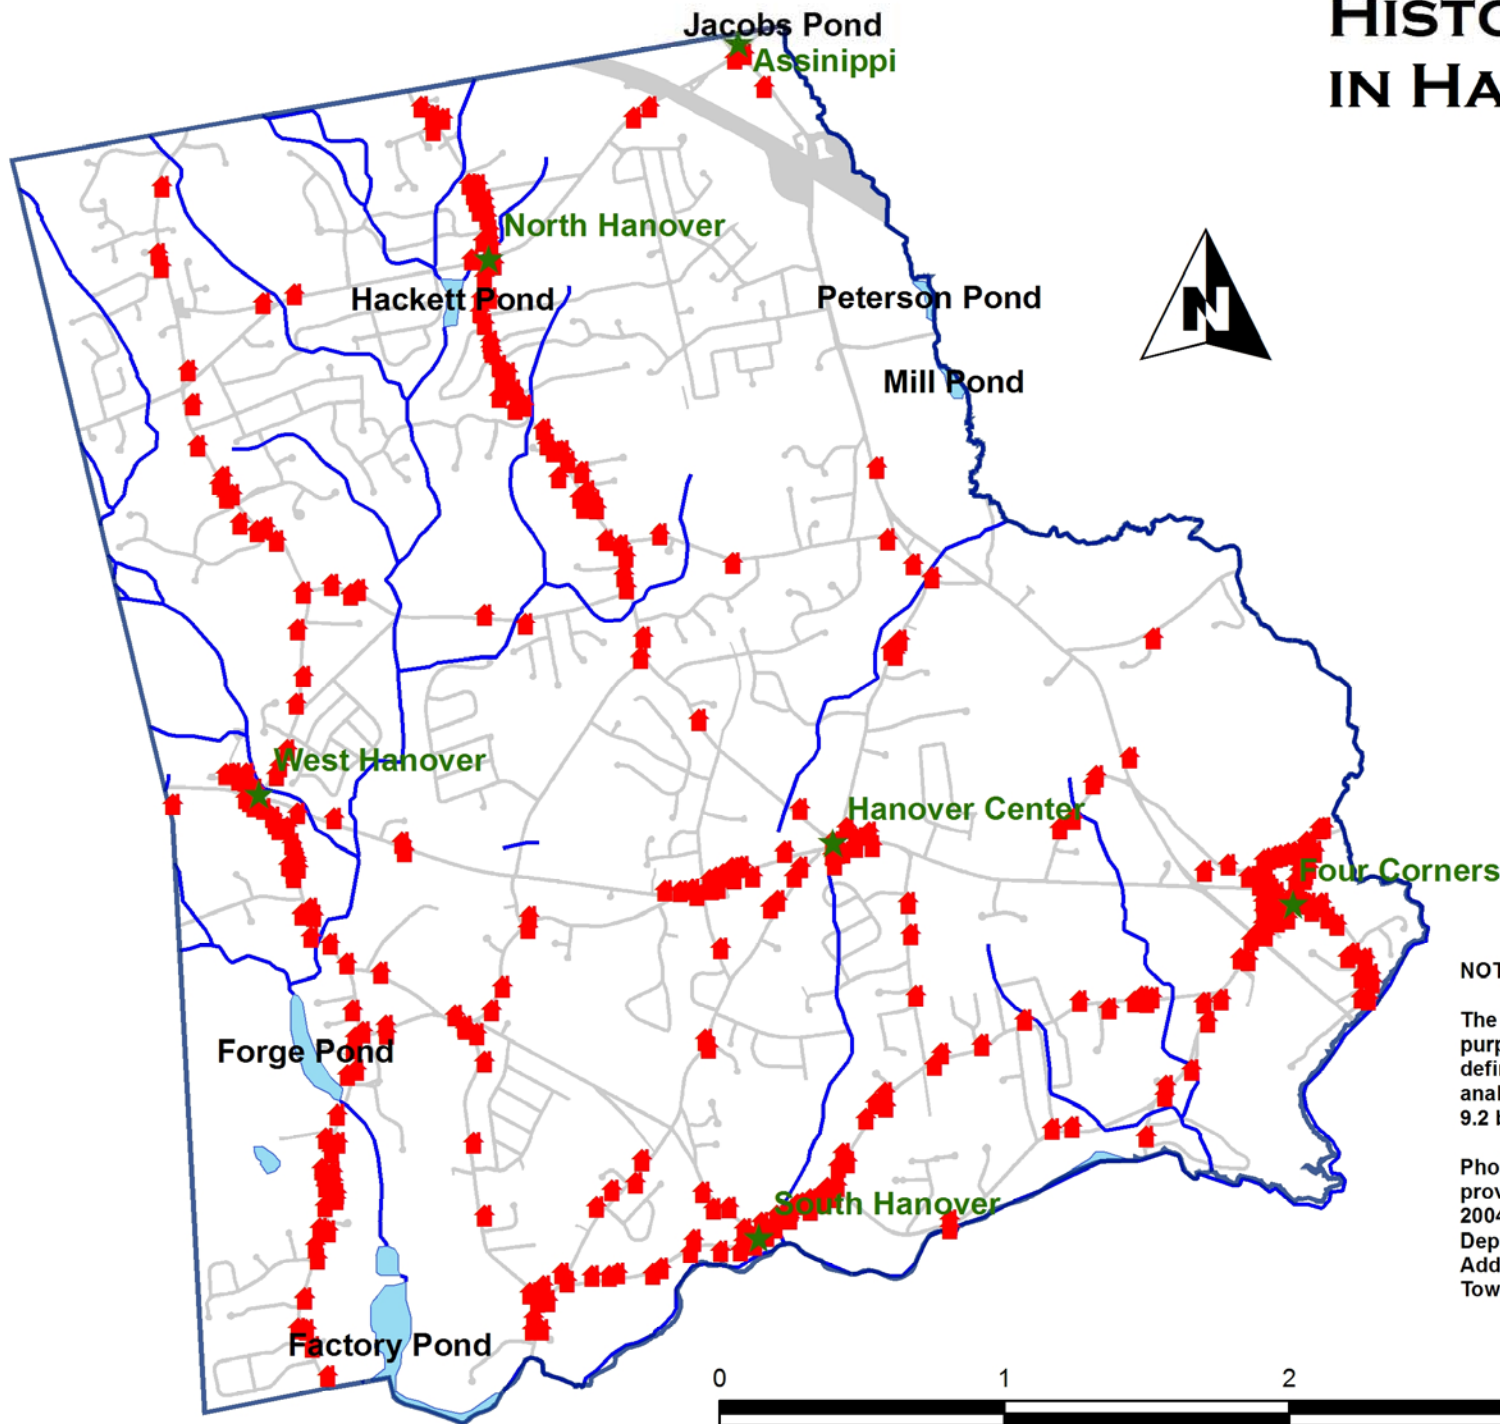 HISTO
IN HA
Jacobs Pond
Assinippi
North Hanover
Hackett Pond
Peterson Pond
N
Mill Pond
West Hanover
Hanover Center
Four Corners
NOT
The
purp
defi
anal
9.2 b
Forge Pond
Pho
prov
2004
Dep
Add
Tow
South Hanover
Factory Pond
0 1 2